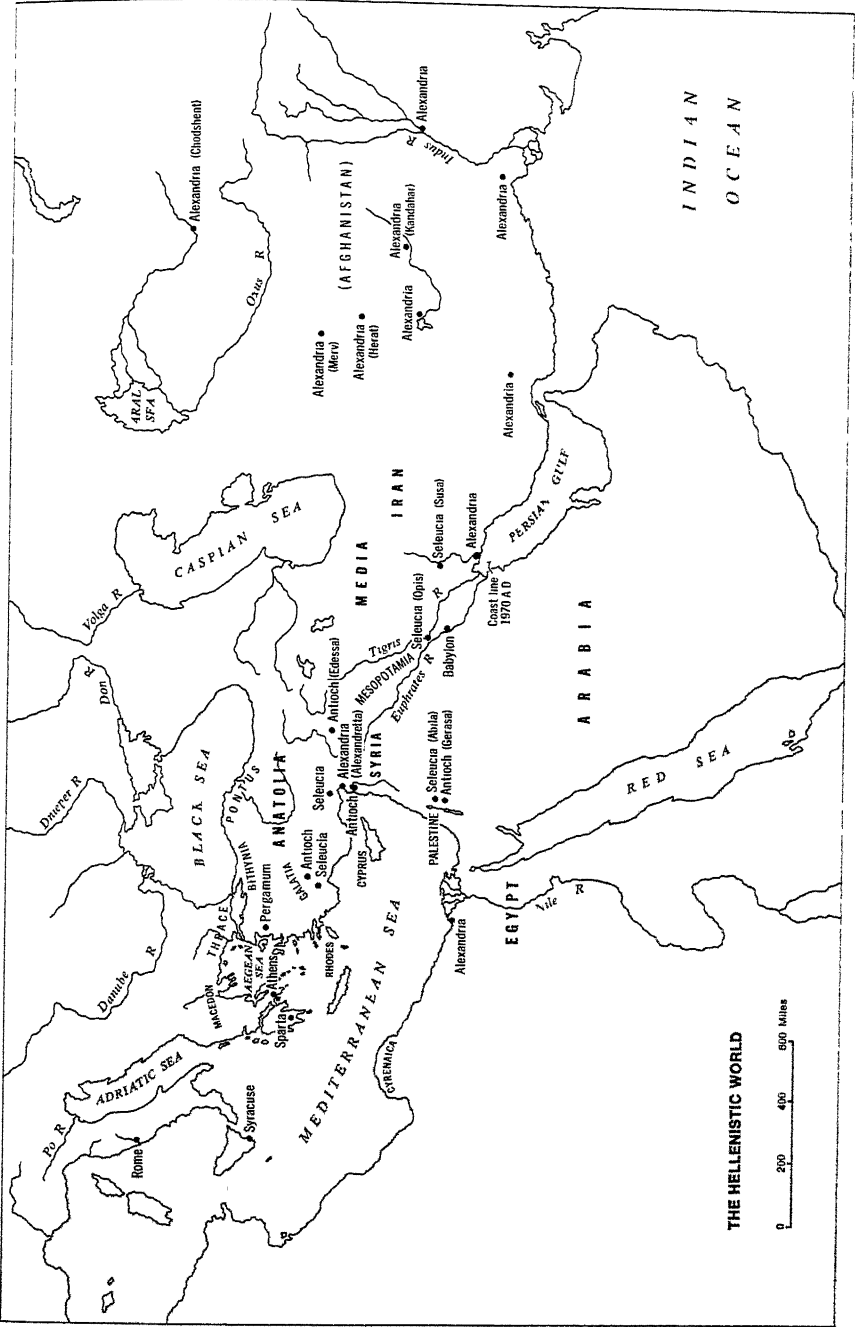 Po R
Rome
ADRIATIC SEA
Syracuse
Danube R
MACEDON
THRACE
AEGEAN
SEA
Athens
Sparta
MEDITERRANEAN SEA
CYRENAICA
RHODES
Dnieper R
Don R
Volga R
BLACK SEA
PONTUS
BITHYNIA
Pergamum
GALATIA
ANATOLIA
Antioch
Seleucia
CYPRUS
Seleucia
Alexandria
(Alexandretta)
Antioch
SYRIA
Antioch (Edessa)
CASPIAN SEA
ARAL
SEA
Oxus R
Alexandria (Chodshent)
MEDIA
IRAN
Tigris R
MESOPOTAMIA
Euphrates R
Seleucia (Opis)
Babylon
Seleucia (Susa)
Alexandria
Coast line
1970 A D
PERSIAN GULF
PALESTINE
Seleucia (Abila)
Antioch (Gerasa)
Alexandria
EGYPT
Nile R
RED SEA
ARABIA
Alexandria
(Merv)
Alexandria
(Herat)
(AFGHANISTAN)
Alexandria
Alexandria
(Kandahar)
Alexandria
Indus R
Alexandria
Alexandria
INDIAN
OCEAN
THE HELLENISTIC WORLD
0 200 400 600 Miles